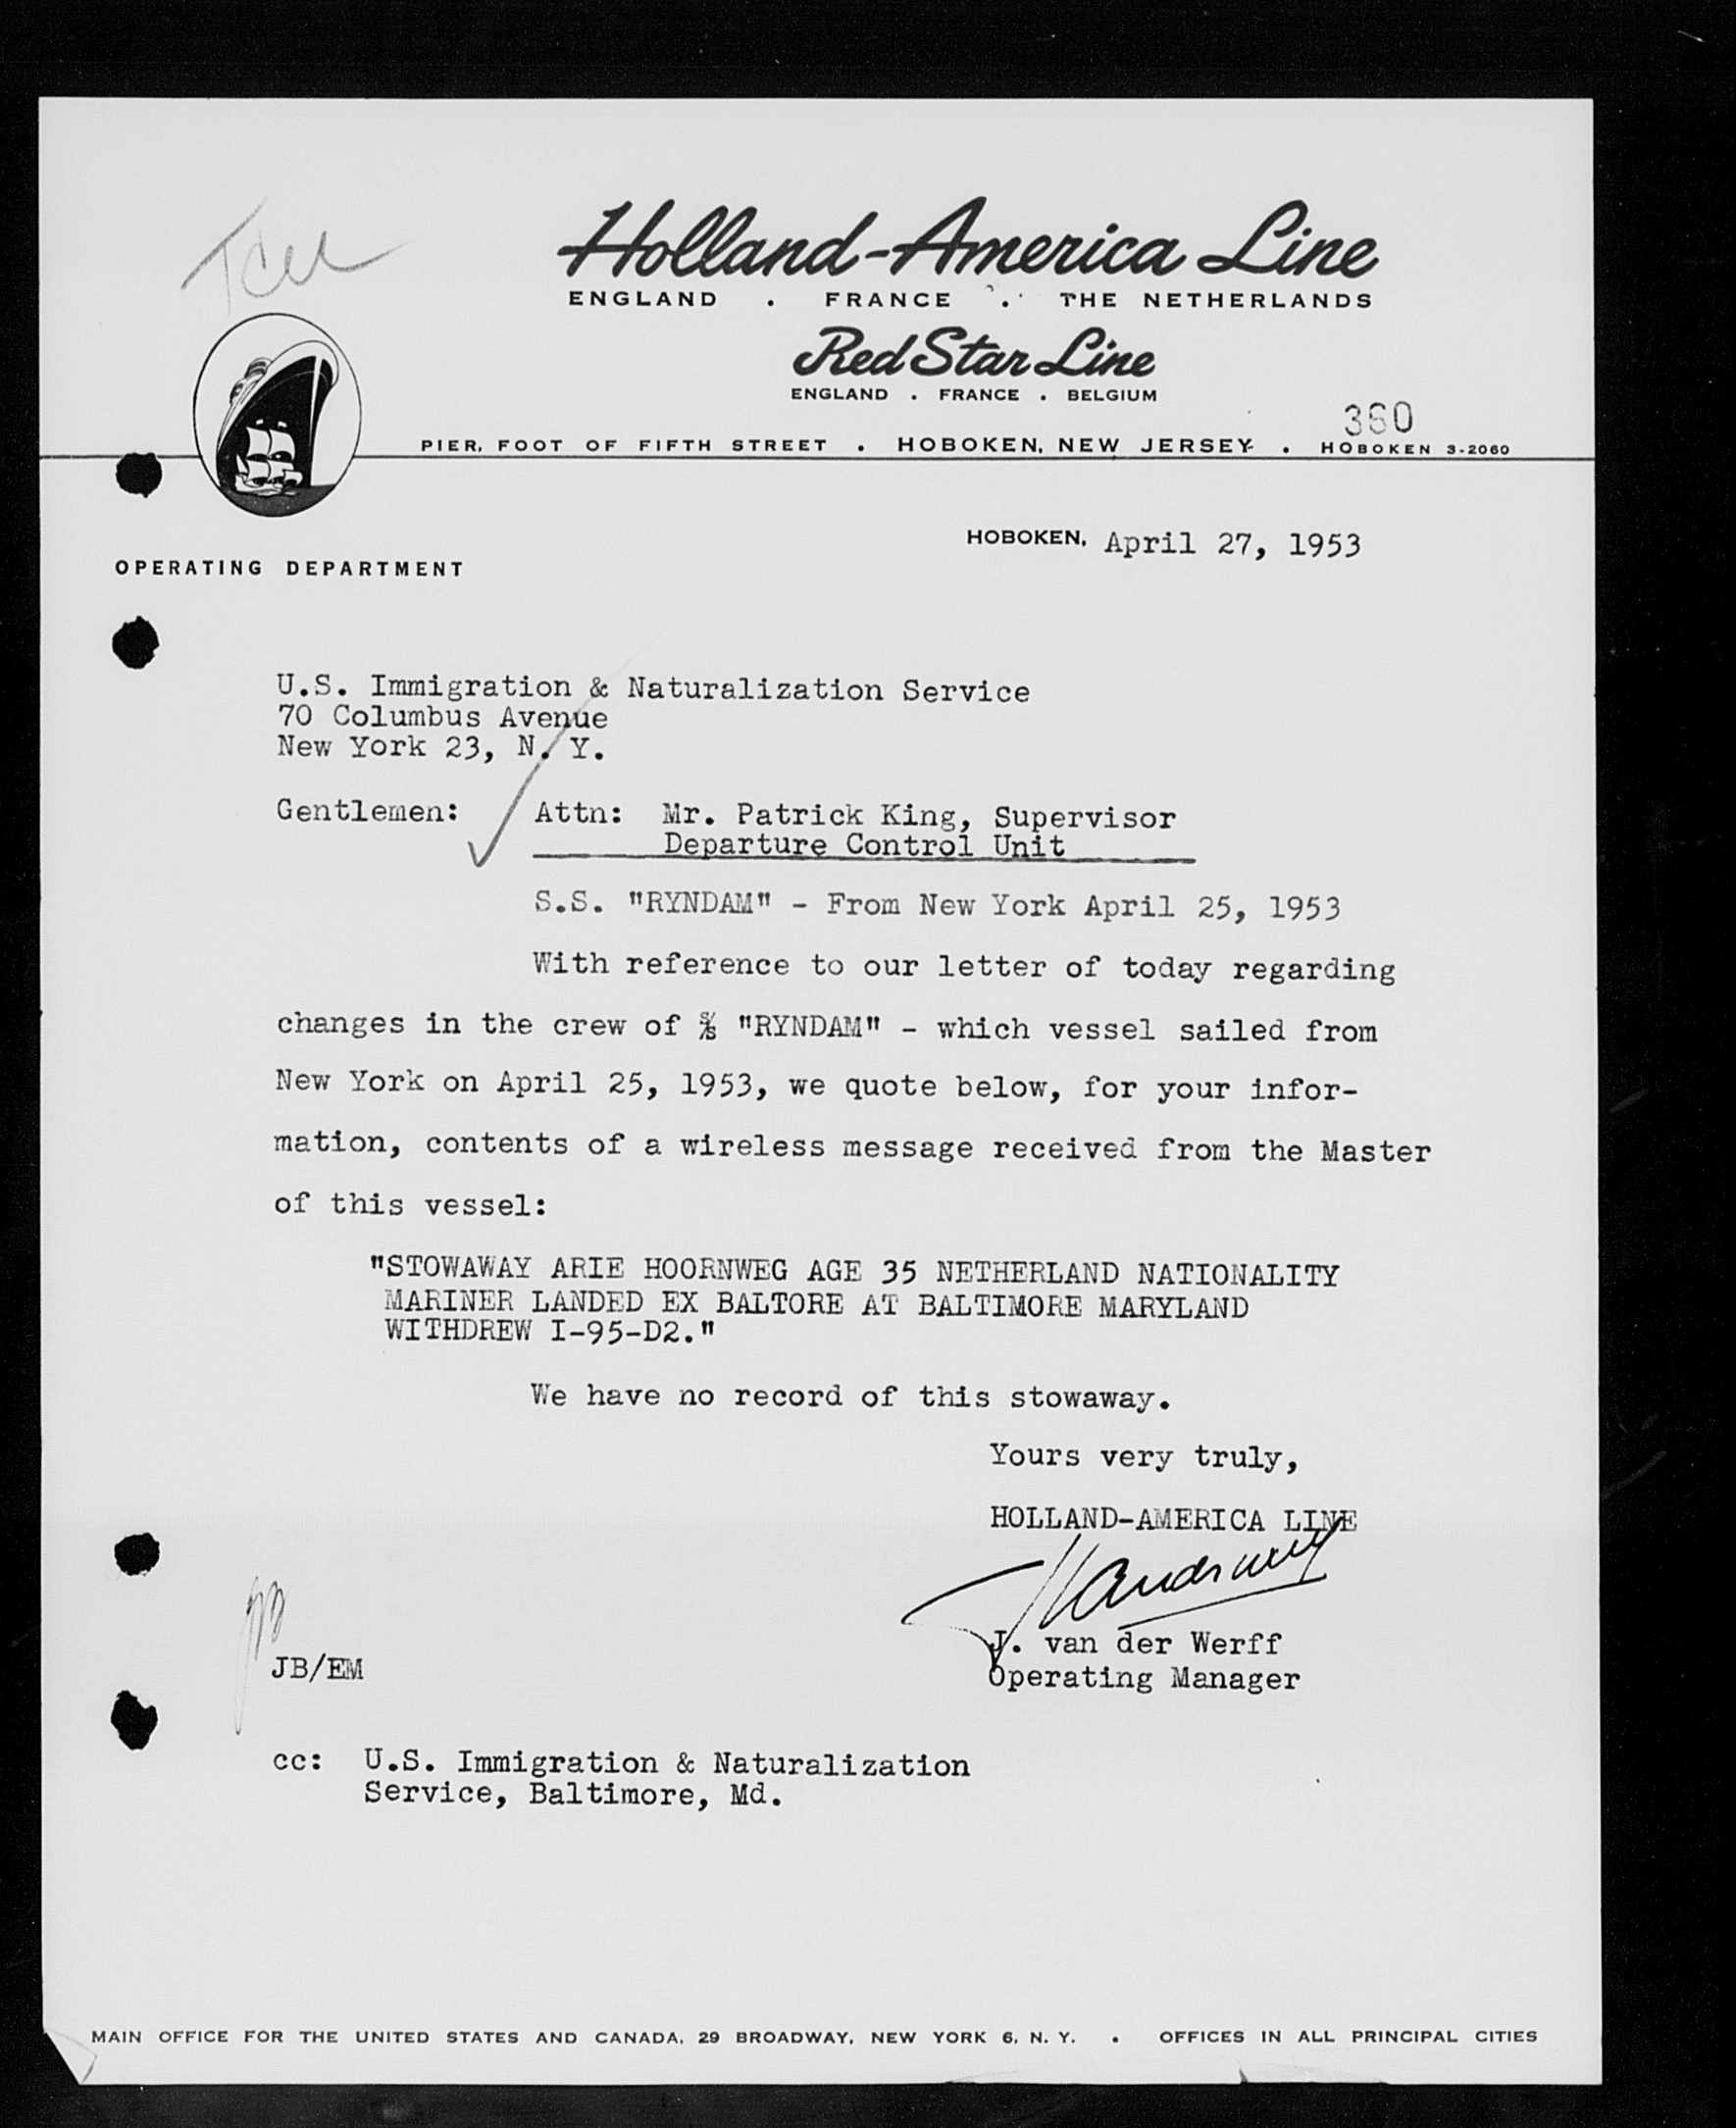 Holland-America Line
ENGLAND . FRANCE . THE NETHERLANDS
Red Star Line
ENGLAND . FRANCE . BELGIUM
360
PIER, FOOT OF FIFTH STREET . HOBOKEN, NEW JERSEY . HOBOKEN 3-2060
HOBOKEN, April 27, 1953
OPERATING DEPARTMENT
U.S. Immigration & Naturalization Service
70 Columbus Avenue
New York 23, N. Y.
Gentlemen: Attn: Mr. Patrick King, Supervisor
Departure Control Unit
S.S. "RYNDAM" - From New York April 25, 1953
With reference to our letter of today regarding
changes in the crew of s/s "RYNDAM" - which vessel sailed from
New York on April 25, 1953, we quote below, for your infor-
mation, contents of a wireless message received from the Master
of this vessel:
"STOWAWAY ARIE HOORNWEG AGE 35 NETHERLAND NATIONALITY
MARINER LANDED EX BALTORE AT BALTIMORE MARYLAND
WITHDREW I-95-D2."
We have no record of this stowaway.
Yours very truly,
HOLLAND-AMERICA LINE
J. van der Werff
Operating Manager
JB/EM
cc: U.S. Immigration & Naturalization
Service, Baltimore, Md.
MAIN OFFICE FOR THE UNITED STATES AND CANADA, 29 BROADWAY, NEW YORK 6, N. Y. . OFFICES IN ALL PRINCIPAL CITIES